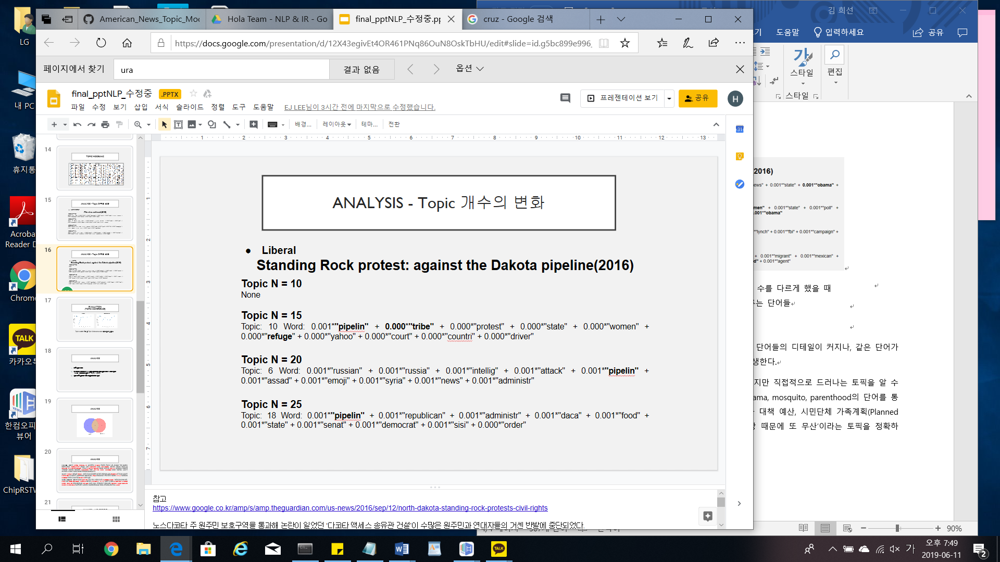 American_News_Topic_Moc
Hola Team - NLP & IR - Go
final_pptNLP_수정중.pp
cruz - Google 검색
김 희선
https://docs.google.com/presentation/d/12X43egivEt4OR461PNq86OuN8OskTbHU/edit#slide=id.g5bc899e996_
도움말
입력하세요
공유
페이지에서 찾기
ura
결과 없음
옵션
스타일
편집
스타일
final_pptNLP_수정중
.PPTX
파일 수정 보기 삽입 서식 슬라이드 정렬 도구 도움말
EJ LEE님이 3시간 전에 마지막으로 수정했습니다.
프레젠테이션 보기
공유
H
배경...
레이아웃
테마...
전환
1 2 3 4 5 6 7 8 9 10 11 12 13
LG
내 PC
휴지통
Acroba
Reader D
Chrome
TALK
카카오톡
한컴오피
뷰어
ChipRSTW
14
TOPIC MODELING
15
16
17
EVALUATION
(TOPIC COHERENCE)
18
ANALYSIS
19
ANALYSIS
20
ANALYSIS
21
ANALYSIS - Topic 개수의 변화
● Liberal
Standing Rock protest: against the Dakota pipeline(2016)
Topic N = 10
None
Topic N = 15
Topic: 10 Word: 0.001*"pipelin" + 0.000*"tribe" + 0.000*"protest" + 0.000*"state" + 0.000*"women" +
0.000*"refuge" + 0.000*"yahoo" + 0.000*"court" + 0.000*"countri" + 0.000*"driver"
Topic N = 20
Topic: 6 Word: 0.001*"russian" + 0.001*"russia" + 0.001*"intellig" + 0.001*"attack" + 0.001*"pipelin" +
0.001*"assad" + 0.001*"emoji" + 0.001*"syria" + 0.001*"news" + 0.001*"administr"
Topic N = 25
Topic: 18 Word: 0.001*"pipelin" + 0.001*"republican" + 0.001*"administr" + 0.001*"daca" + 0.001*"food" +
0.001*"state" + 0.001*"senat" + 0.001*"democrat" + 0.001*"sisi" + 0.000*"order"
참고
https://www.google.co.kr/amp/s/amp.theguardian.com/us-news/2016/sep/12/north-dakota-standing-rock-protests-civil-rights
노스다코타 주 원주민 보호구역을 통과해 논란이 일었던 '다코타 액세스 송유관 건설'이 수많은 원주민과 연대자들의 거센 반발에 중단되었다.
2016)
ews" + 0.001*"state" + 0.001*"obama" +
men" + 0.001*"state" + 0.001*"poll" +
.001*"obama"
"lynch" + 0.001*"fbi" + 0.001*"campaign" +
+ 0.001*"migrant" + 0.001*"mexican" +
d" + 0.001*"agent"
수를 다르게 했을 때
는 단어들
단어들의 디테일이 커지나, 같은 단어가
생한다.
지만 직접적으로 드러나는 토픽을 알 수
ama, mosquito, parenthood의 단어를 통
대책 예산, 시민단체 가족계획(Planned
때문에 또 무산'이라는 토픽을 정확하
90%
가
오후 7:49
2019-06-11
2